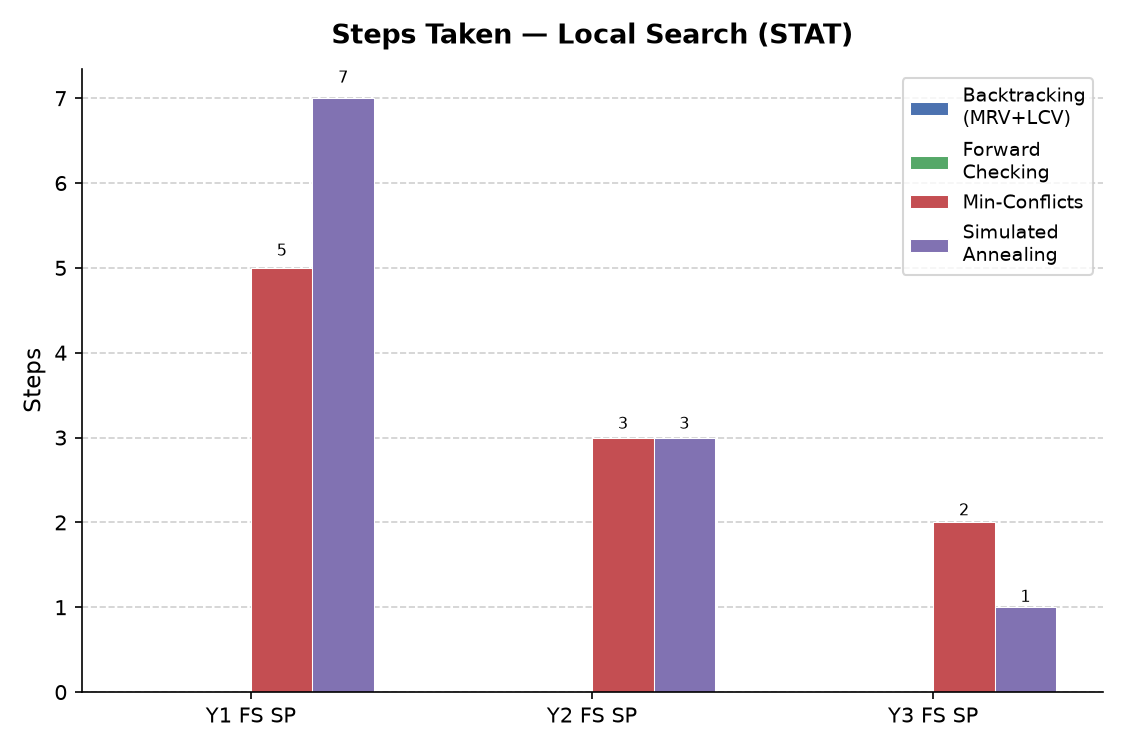 Steps Taken — Local Search (STAT)
Steps
7
6
5
4
3
2
1
0
5
7
3
3
2
1
Y1 FS SP
Y2 FS SP
Y3 FS SP
Backtracking
(MRV+LCV)
Forward
Checking
Min-Conflicts
Simulated
Annealing